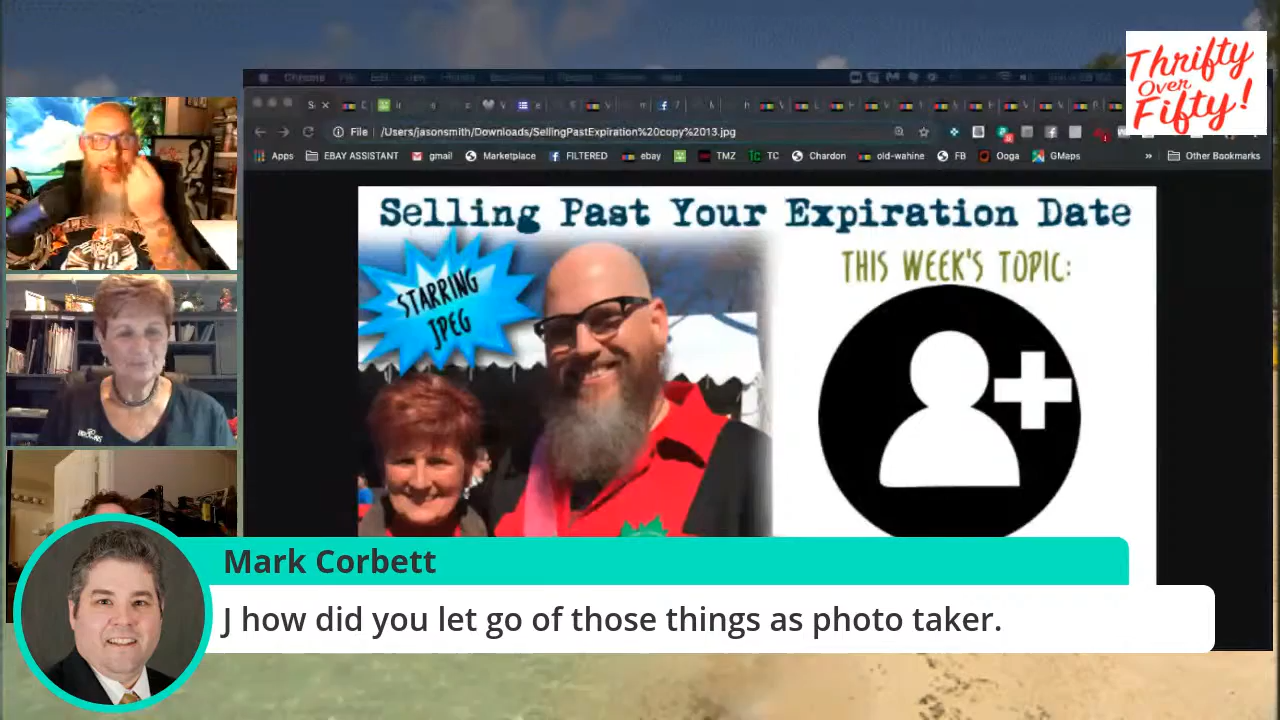 Thrifty
Over
Fifty!
Chrome
File /Users/jasonsmith/Downloads/SellingPastExpiration%20copy%2013.jpg
Apps EBAY ASSISTANT gmail Marketplace FILTERED ebay TMZ TC Chardon old-wahine FB Ooga GMaps » Other Bookmarks
Selling Past Your Expiration Date
STARRING
JPEG
THIS WEEK'S TOPIC:
Mark Corbett
J how did you let go of those things as photo taker.